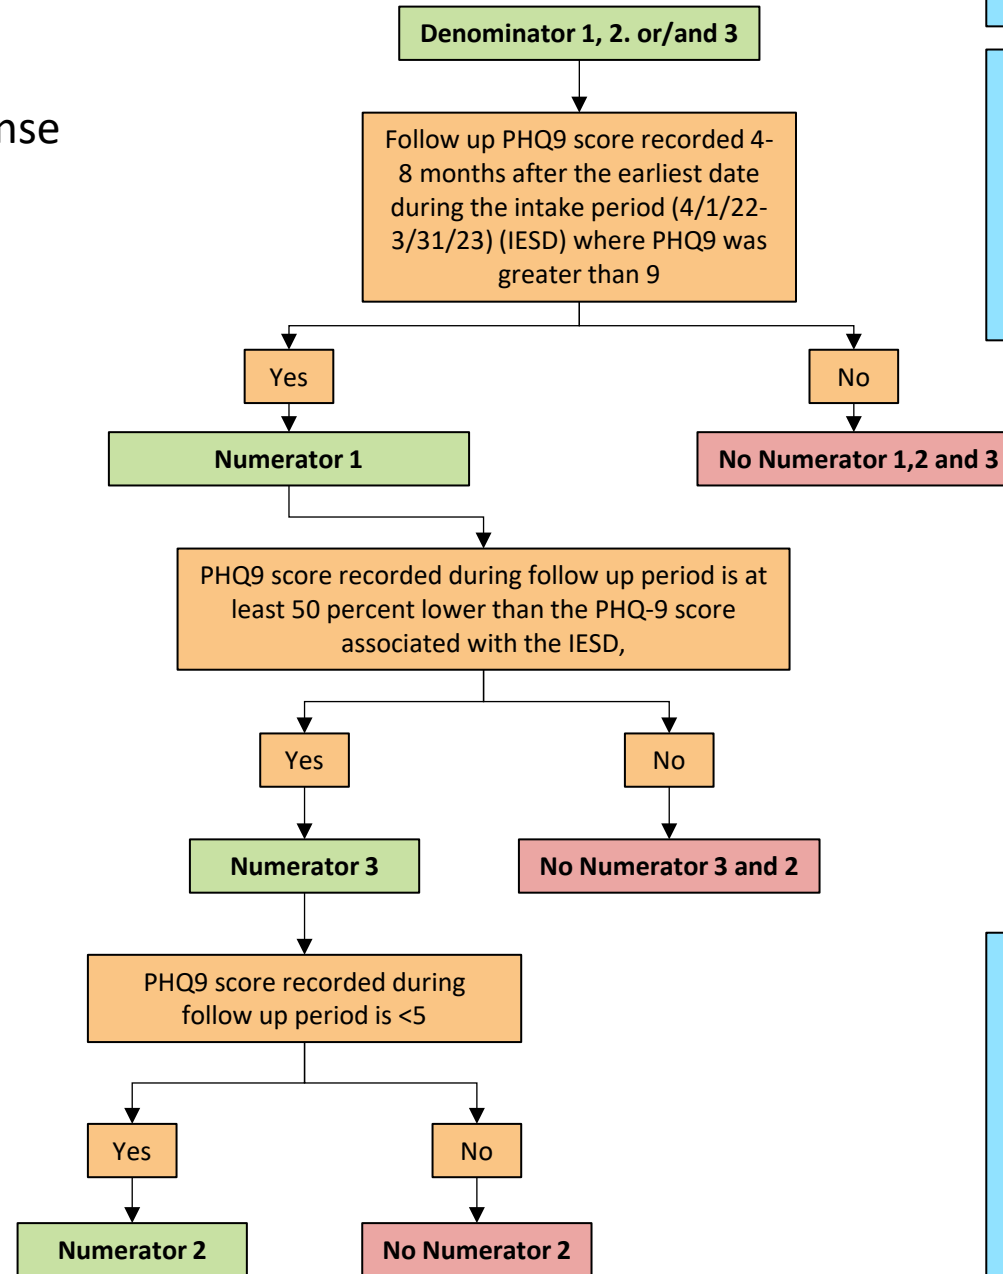 Denominator 1, 2. or/and 3
nse
Follow up PHQ9 score recorded 4-
8 months after the earliest date
during the intake period (4/1/22-
3/31/23) (IESD) where PHQ9 was
greater than 9
Yes
No
Numerator 1
No Numerator 1,2 and 3
PHQ9 score recorded during follow up period is at
least 50 percent lower than the PHQ-9 score
associated with the IESD,
Yes
No
Numerator 3
No Numerator 3 and 2
PHQ9 score recorded during
follow up period is <5
Yes
No
Numerator 2
No Numerator 2